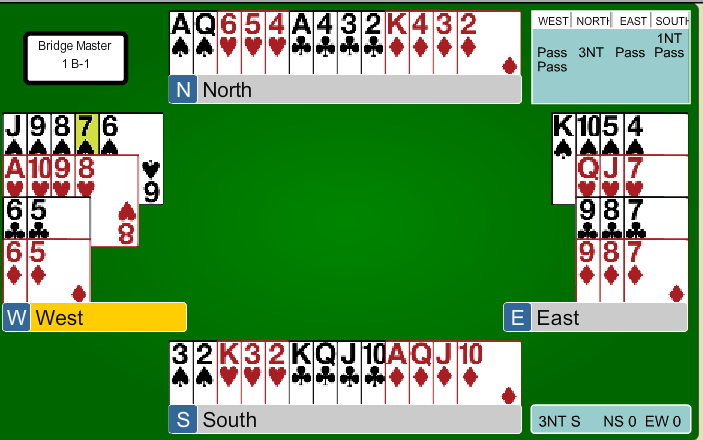 Bridge Master
1 B-1
A Q 6 5 4 A 4 3 2 K 4 3 2
N North
WEST NORTH EAST SOUTH
1NT
Pass 3NT Pass Pass
Pass
J 9 8 7 6
A 10 9 8
6 5
6 5
9
8
W West
K 10 5 4
Q J 7
9 8 7
9 8 7
E East
3 2 K 3 2 K Q J 10 A Q J 10
S South
3NT S NS 0 EW 0